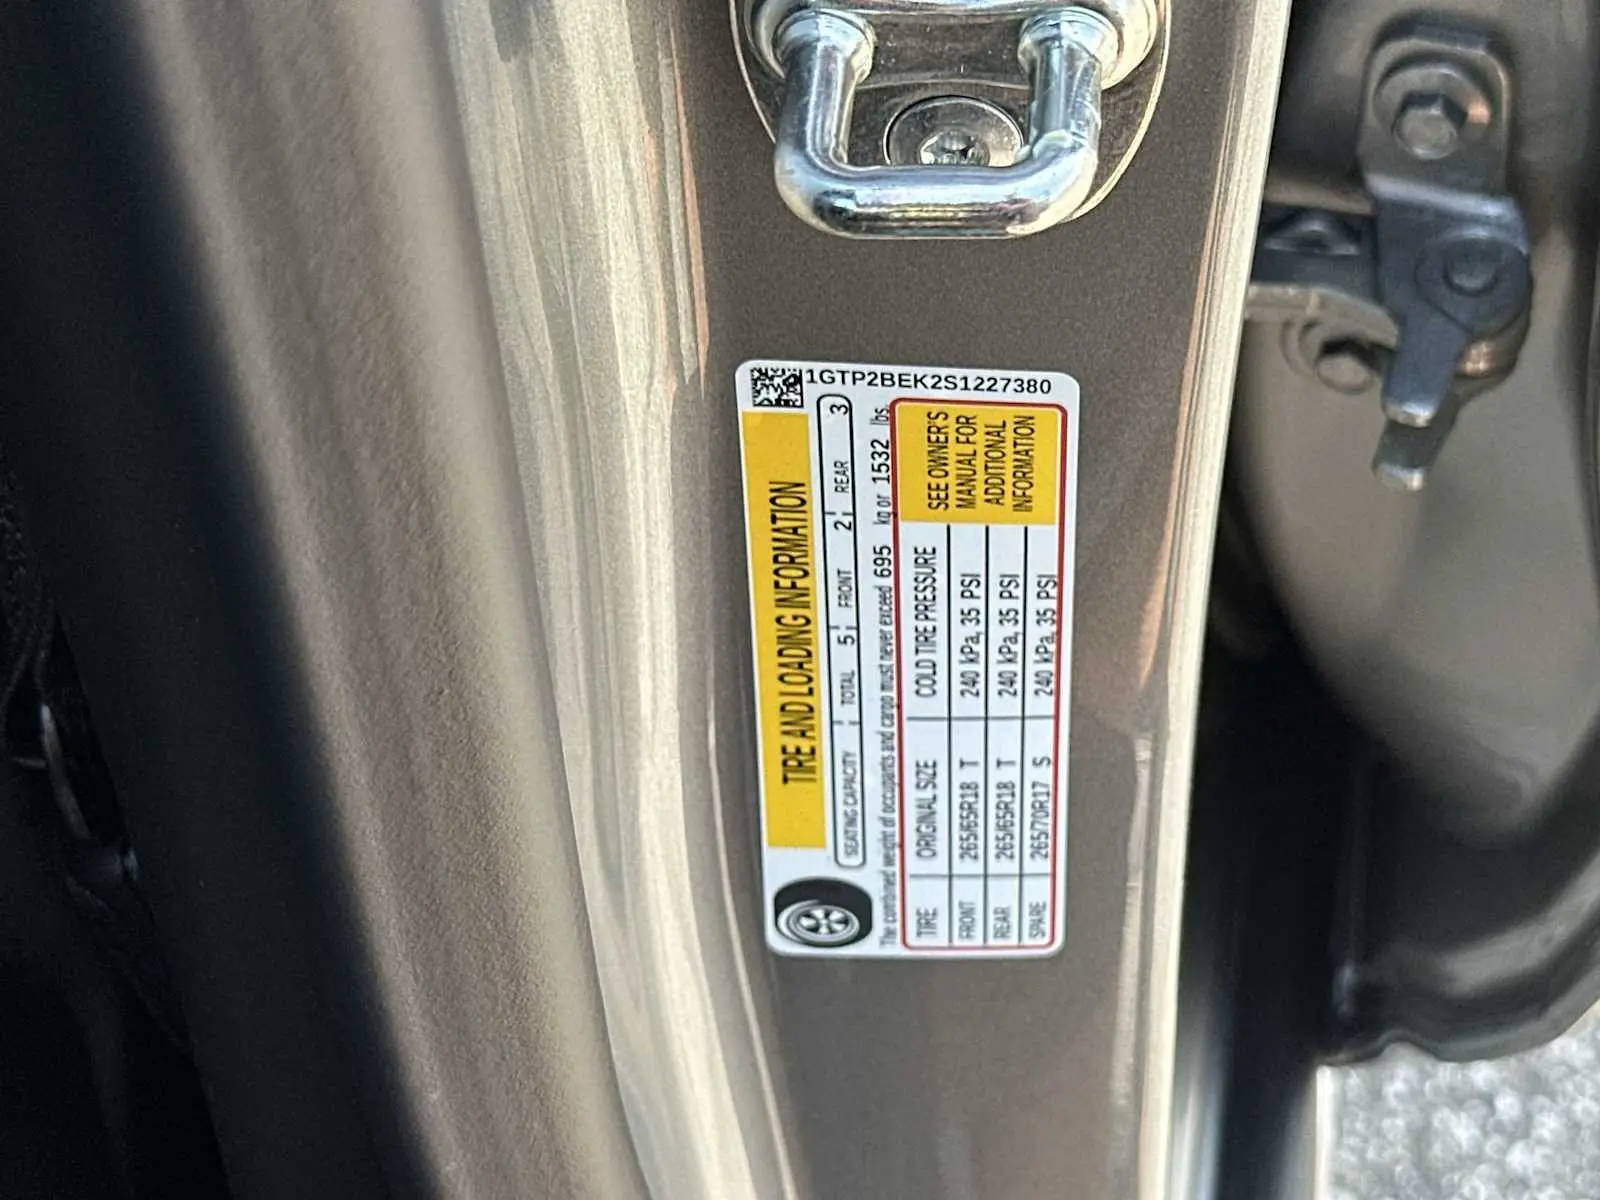 1GTP2BEK2S1227380
TIRE AND LOADING INFORMATION
SEATING CAPACITY TOTAL 5 FRONT 2 REAR 3
The combined weight of occupants and cargo must never exceed 695 kg or 1532 lbs.
TIRE ORIGINAL SIZE COLD TIRE PRESSURE
FRONT 265/65R18 T 240 kPa, 35 PSI
REAR 265/65R18 T 240 kPa, 35 PSI
SPARE 265/70R17 S 240 kPa, 35 PSI
SEE OWNER'S
MANUAL FOR
ADDITIONAL
INFORMATION